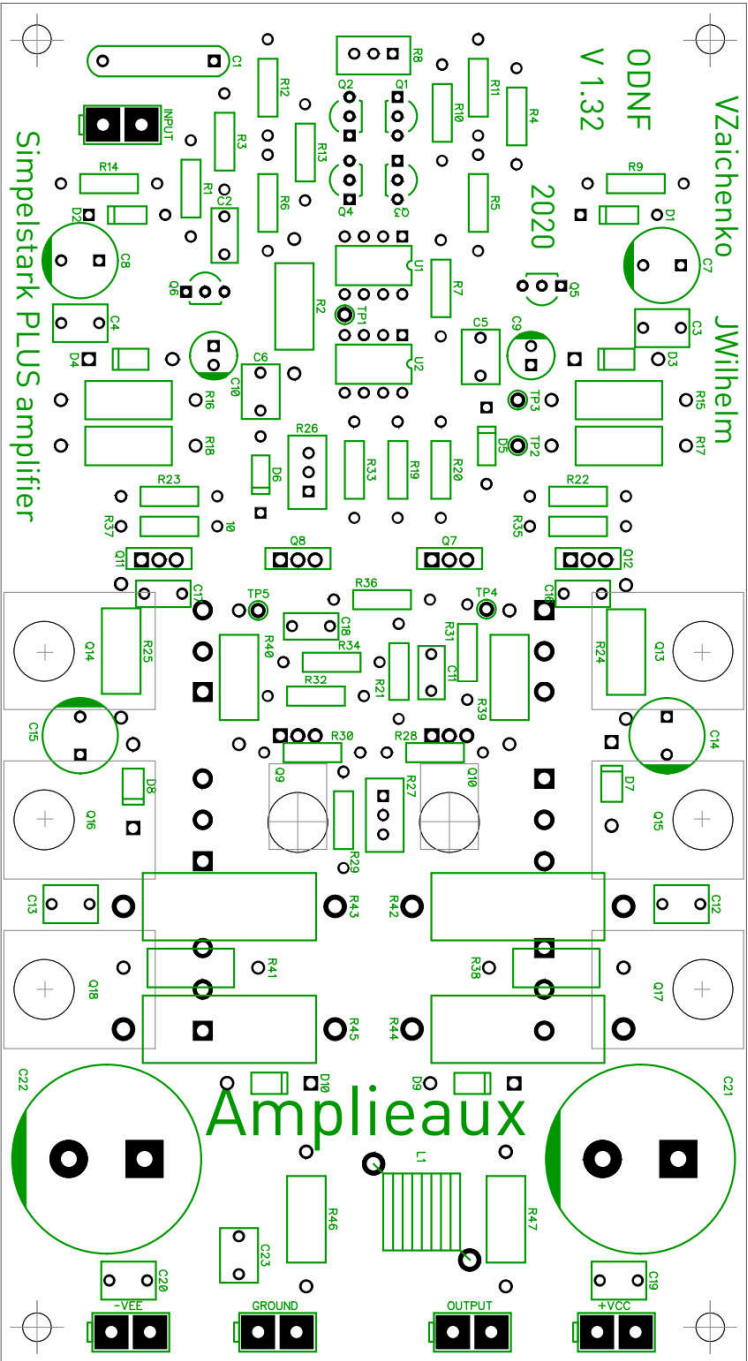 ODNF
V 1.32
VZaichenko
JWilhelm
2020
Simpelstark PLUS amplifier
C1
INPUT
R12
R3
R13
R1
R14
D2
C8
C2
R6
Q6
C4
D4
C10
R16
R18
R8
Q2
Q1
Q4
Q3
R10
R11
R4
R5
R9
D1
C7
U1
R2
R7
TP1
Q5
U2
C6
C5
C9
C3
D3
TP3
R15
TP2
R17
R26
D6
R33
R19
R20
D5
R23
R37
10
R22
R35
Q11
Q8
Q7
Q12
C17
TP5
R36
TP4
C16
Q14
R25
R40
C18
R34
R32
R21
C11
R31
R39
R24
Q13
C15
R30
R28
C14
D8
Q9
R27
Q10
D7
Q16
R29
Q15
C13
R43
R42
C12
Q18
R41
R38
Q17
R45
R44
C22
D10
D9
C21
Amplieaux
L1
R46
R47
C23
C20
C19
-VEE
GROUND
OUTPUT
+VCC